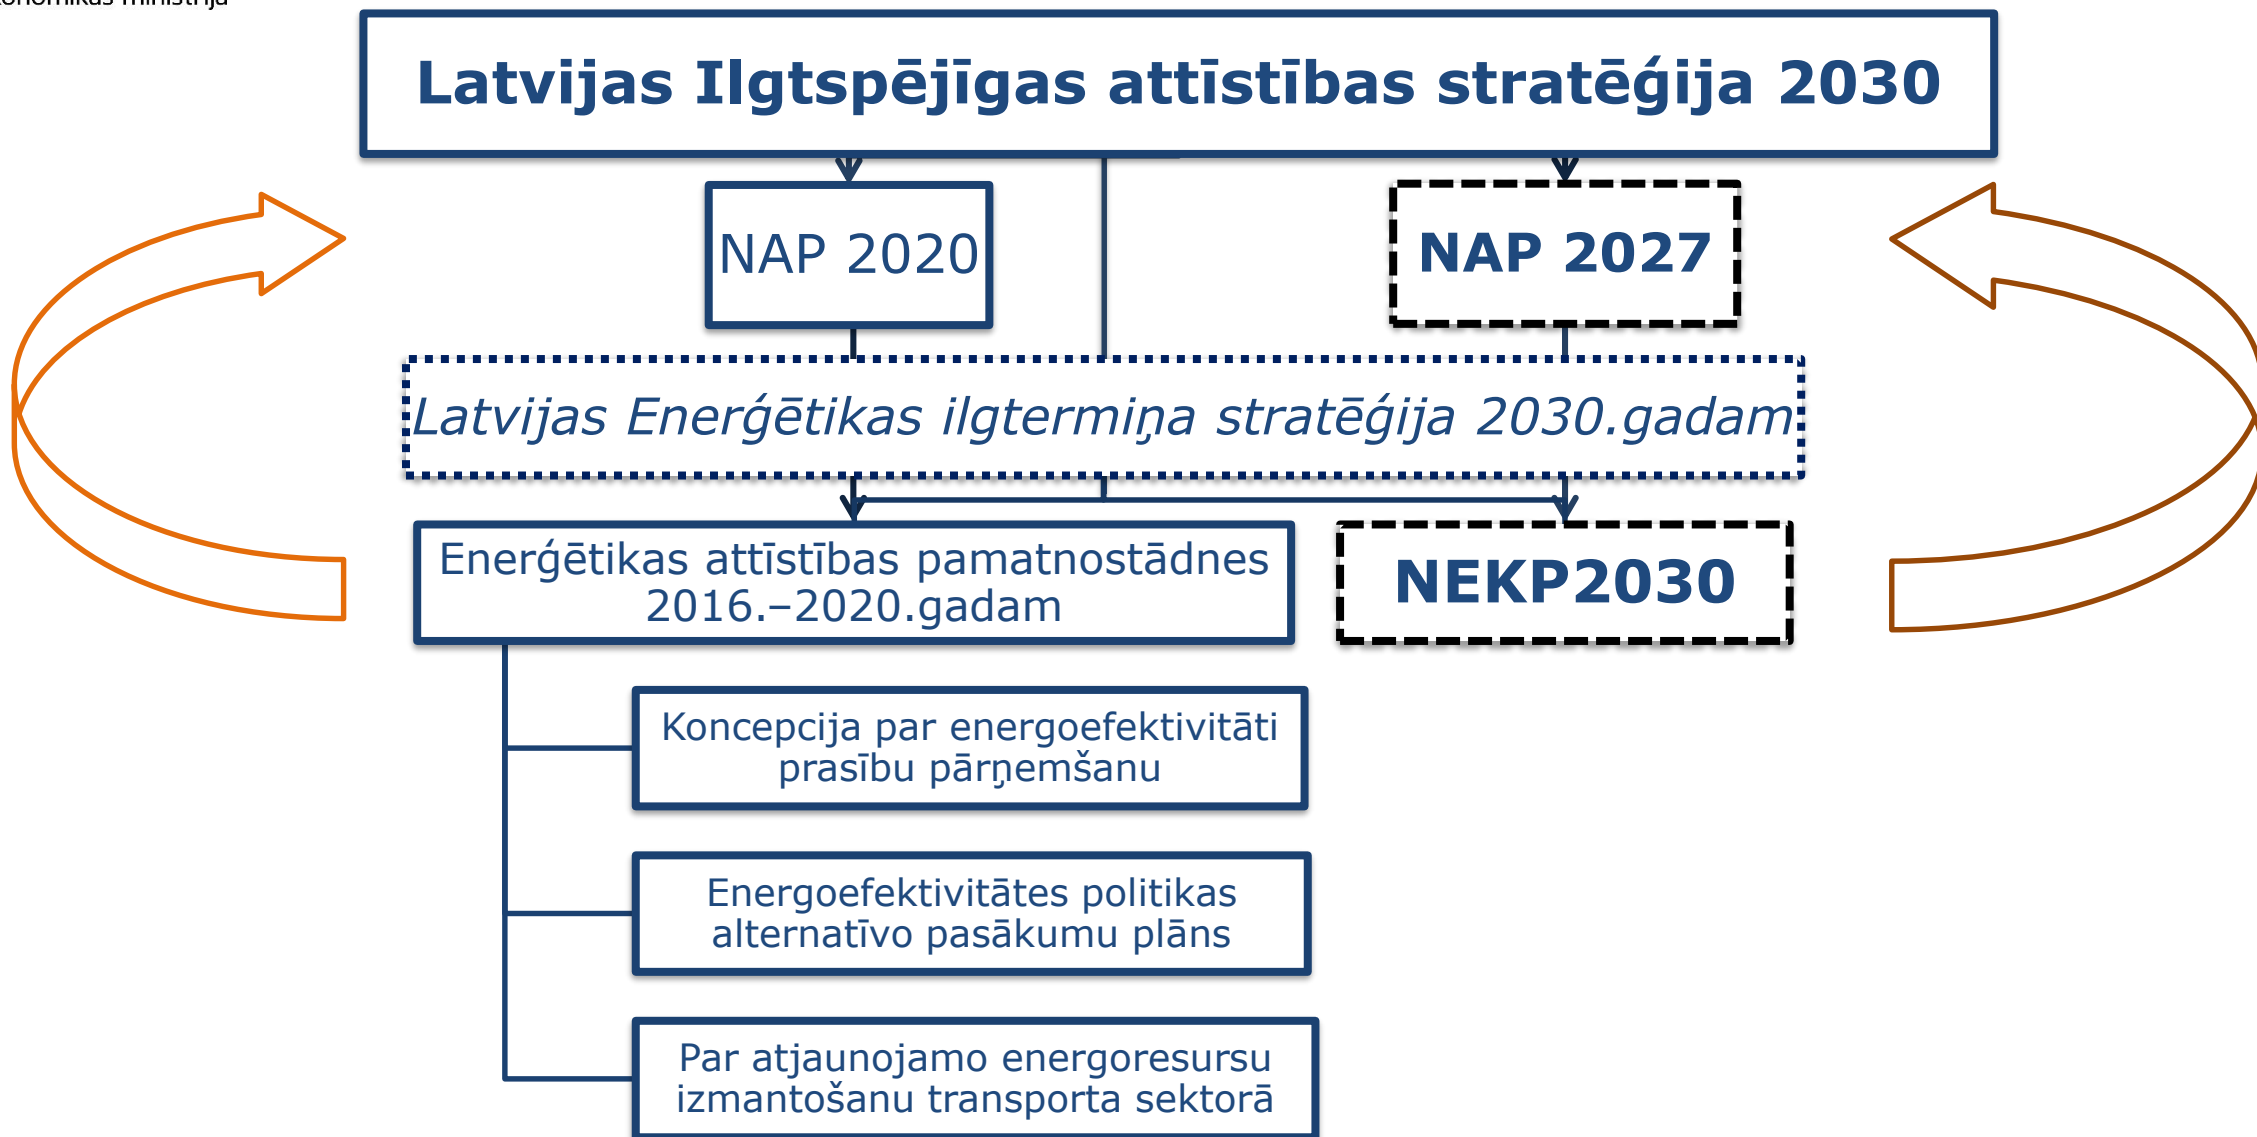 Latvijas Ilgtspējīgas attīstības stratēģija 2030
NAP 2020
NAP 2027
Latvijas Enerģētikas ilgtermiņa stratēģija 2030.gadam
Enerģētikas attīstības pamatnostādnes
2016.–2020.gadam
NEKP2030
Koncepcija par energoefektivitāti
prasību pārņemšanu
Energoefektivitātes politikas
alternatīvo pasākumu plāns
Par atjaunojamo energoresursu
izmantošanu transporta sektorā